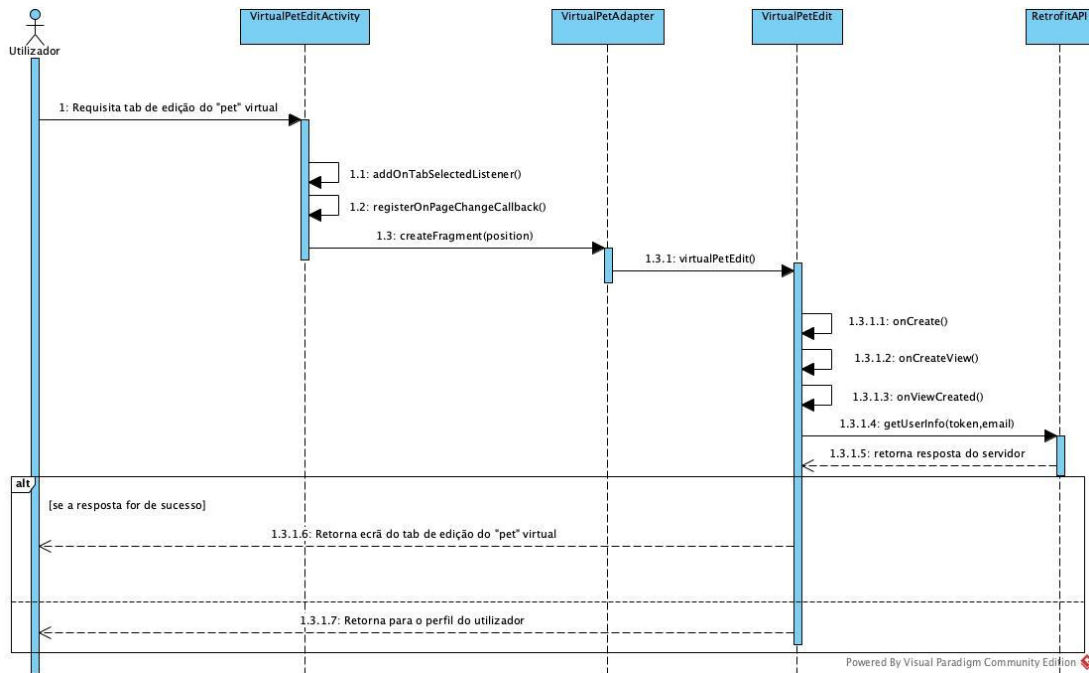 VirtualPetEditActivity
VirtualPetAdapter
VirtualPetEdit
RetrofitAPI
Utilizador
1: Requisita tab de edição do "pet" virtual
1.1: addOnTabSelectedListener()
1.2: registerOnPageChangeCallback()
1.3: createFragment(position)
1.3.1: virtualPetEdit()
1.3.1.1: onCreate()
1.3.1.2: onCreateView()
1.3.1.3: onViewCreated()
1.3.1.4: getUserInfo(token,email)
1.3.1.5: retorna resposta do servidor
alt
[se a resposta for de sucesso]
1.3.1.6: Retorna ecrã do tab de edição do "pet" virtual
1.3.1.7: Retorna para o perfil do utilizador
Powered By Visual Paradigm Community Edition